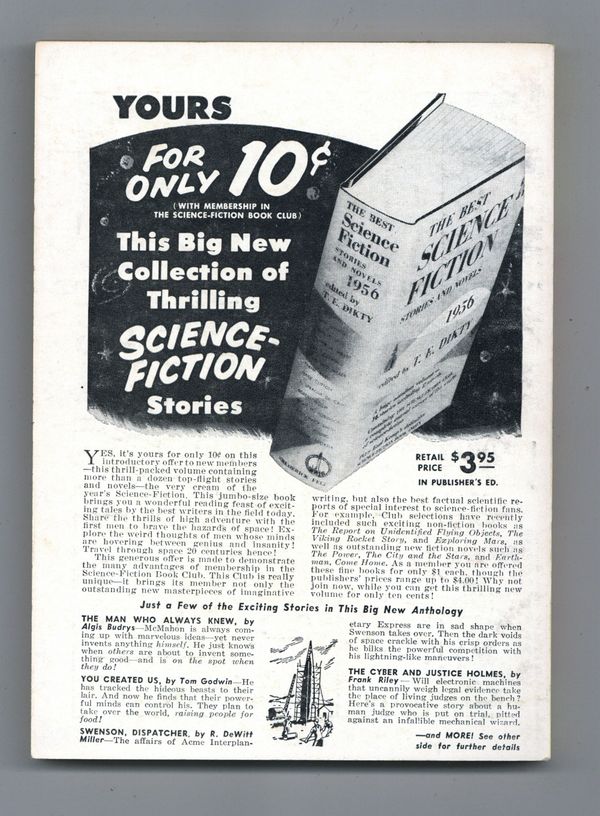 YOURS
FOR
ONLY 10¢
(WITH MEMBERSHIP IN
THE SCIENCE-FICTION BOOK CLUB)
This Big New
Collection of
Thrilling
SCIENCE-
FICTION
Stories
THE BEST
Science
Fiction
STORIES
AND NOVELS
1956
edited by
T. E. DIKTY
THE BEST
SCIENCE
FICTION
STORIES AND NOVELS
1956
edited by T. E. DIKTY
RETAIL
PRICE $3.95
IN PUBLISHER'S ED.
YES, it's yours for only 10¢ on this
introductory offer to new members
—this thrill-packed volume containing
more than a dozen top-flight stories
and novels—the very cream of the
year's Science-Fiction. This jumbo-size book
brings you a wonderful reading feast of excit-
ing tales by the best writers in the field today.
Share the thrills of high adventure with the
first men to brave the hazards of space! Ex-
plore the weird thoughts of men whose minds
are hovering between genius and insanity!
Travel through space 20 centuries hence!
This generous offer is made to demonstrate
the many advantages of membership in the
Science-Fiction Book Club. This Club is really
unique—it brings its member not only the
outstanding new masterpieces of imaginative
writing, but also the best factual scientific re-
ports of special interest to science-fiction fans.
For example, Club selections have recently
included such exciting non-fiction books as
The Report on Unidentified Flying Objects, The
Viking Rocket Story, and Exploring Mars, as
well as outstanding new fiction novels such as
The Power, The City and the Stars, and Earth-
man, Come Home. As a member you are offered
these fine books for only $1 each, though the
publishers' prices range up to $4.00! Why not
join now, while you can get this thrilling new
volume for only ten cents!
Just a Few of the Exciting Stories in This Big New Anthology
THE MAN WHO ALWAYS KNEW, by
Algis Budrys—McMahon is always com-
ing up with marvelous ideas—yet never
invents anything himself. He just knows
when others are about to invent some-
thing good—and is on the spot when
they do!
YOU CREATED US, by Tom Godwin—He
has tracked the hideous beasts to their
lair. And now he finds that their power-
ful minds can control his. They plan to
take over the world, raising people for
food!
SWENSON, DISPATCHER, by R. DeWitt
Miller—The affairs of Acme Interplan-
etary Express are in sad shape when
Swenson takes over. Then the dark voids
of space crackle with his crisp orders as
he bilks the powerful competition with
his lightning-like maneuvers!
THE CYBER AND JUSTICE HOLMES, by
Frank Riley—Will electronic machines
that uncannily weigh legal evidence take
the place of living judges on the bench?
Here's a provocative story about a hu-
man judge who is put on trial, pitted
against an infallible mechanical wizard.
—and MORE! See other
side for further details